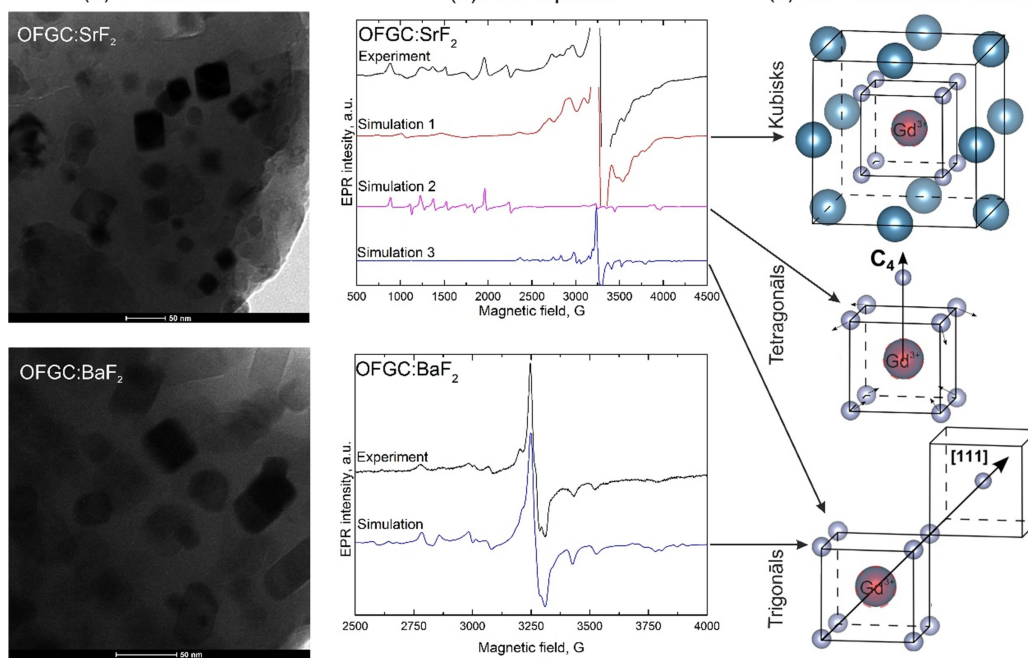 OFGC:SrF₂
50 nm
OFGC:SrF₂
Experiment
Simulation 1
Simulation 2
Simulation 3
EPR intesity, a.u.
500 1000 1500 2000 2500 3000 3500 4000 4500
Magnetic field, G
Kubisks
Gd³
C₄
Tetragonāls
Gd³⁺
OFGC:BaF₂
50 nm
OFGC:BaF₂
Experiment
Simulation
EPR intensity, a.u.
2500 2750 3000 3250 3500 3750 4000
Magnetic field, G
[111]
Trigonāls
Gd³⁺